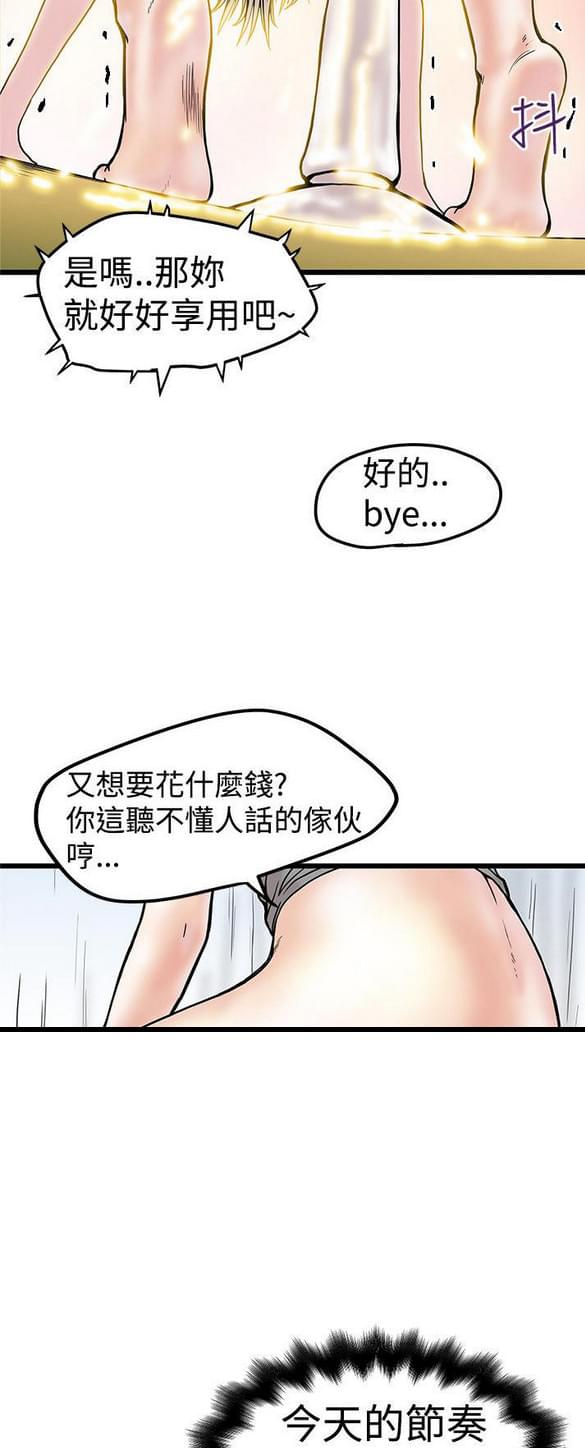 抖
是嗎..那妳
就好好享用吧~
好的..
bye...
又想要花什麼錢?
你這聽不懂人話的傢伙
哼...
今天的節奏